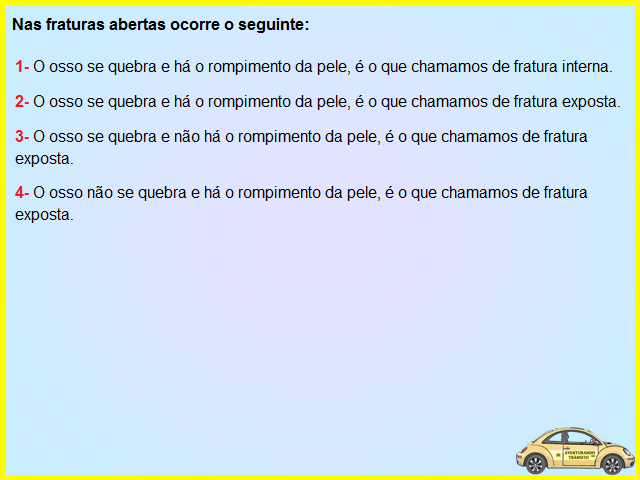 Nas fraturas abertas ocorre o seguinte:
1- O osso se quebra e há o rompimento da pele, é o que chamamos de fratura interna.
2- O osso se quebra e há o rompimento da pele, é o que chamamos de fratura exposta.
3- O osso se quebra e não há o rompimento da pele, é o que chamamos de fratura
exposta.
4- O osso não se quebra e há o rompimento da pele, é o que chamamos de fratura
exposta.
AVENTURANDO
TRÂNSITO